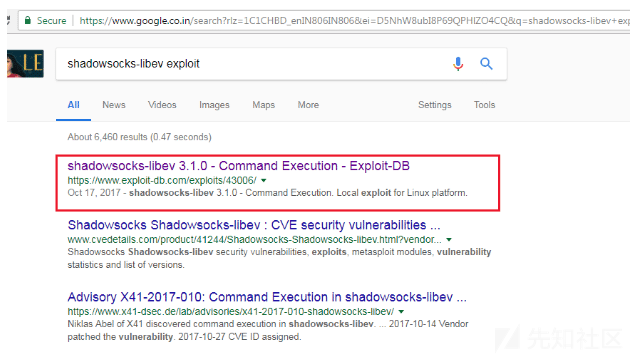 Secure https://www.google.co.in/search?rlz=1C1CHBD_enIN806IN806&ei=D5NhW8ubI8P69QPHlZO4CQ&q=shadowsocks-libev+exp
LE shadowsocks-libev exploit
All News Videos Images Maps More Settings Tools
About 6,460 results (0.47 seconds)
shadowsocks-libev 3.1.0 - Command Execution - Exploit-DB
https://www.exploit-db.com/exploits/43006/
Oct 17, 2017 - shadowsocks-libev 3.1.0 - Command Execution. Local exploit for Linux platform.
Shadowsocks Shadowsocks-libev : CVE security vulnerabilities ...
www.cvedetails.com/product/41244/Shadowsocks-Shadowsocks-libev.html?vendor...
Shadowsocks Shadowsocks-libev security vulnerabilities, exploits, metasploit modules, vulnerability
statistics and list of versions.
Advisory X41-2017-010: Command Execution in shadowsocks-libev ...
https://www.x41-dsec.de/lab/advisories/x41-2017-010-shadowsocks-libev/
Niklas Abel of X41 discovered command execution in shadowsocks-libev. ... 2017-10-14 Vendor
patched the vulnerability. 2017-10-27 CVE ID assigned.
先知社区